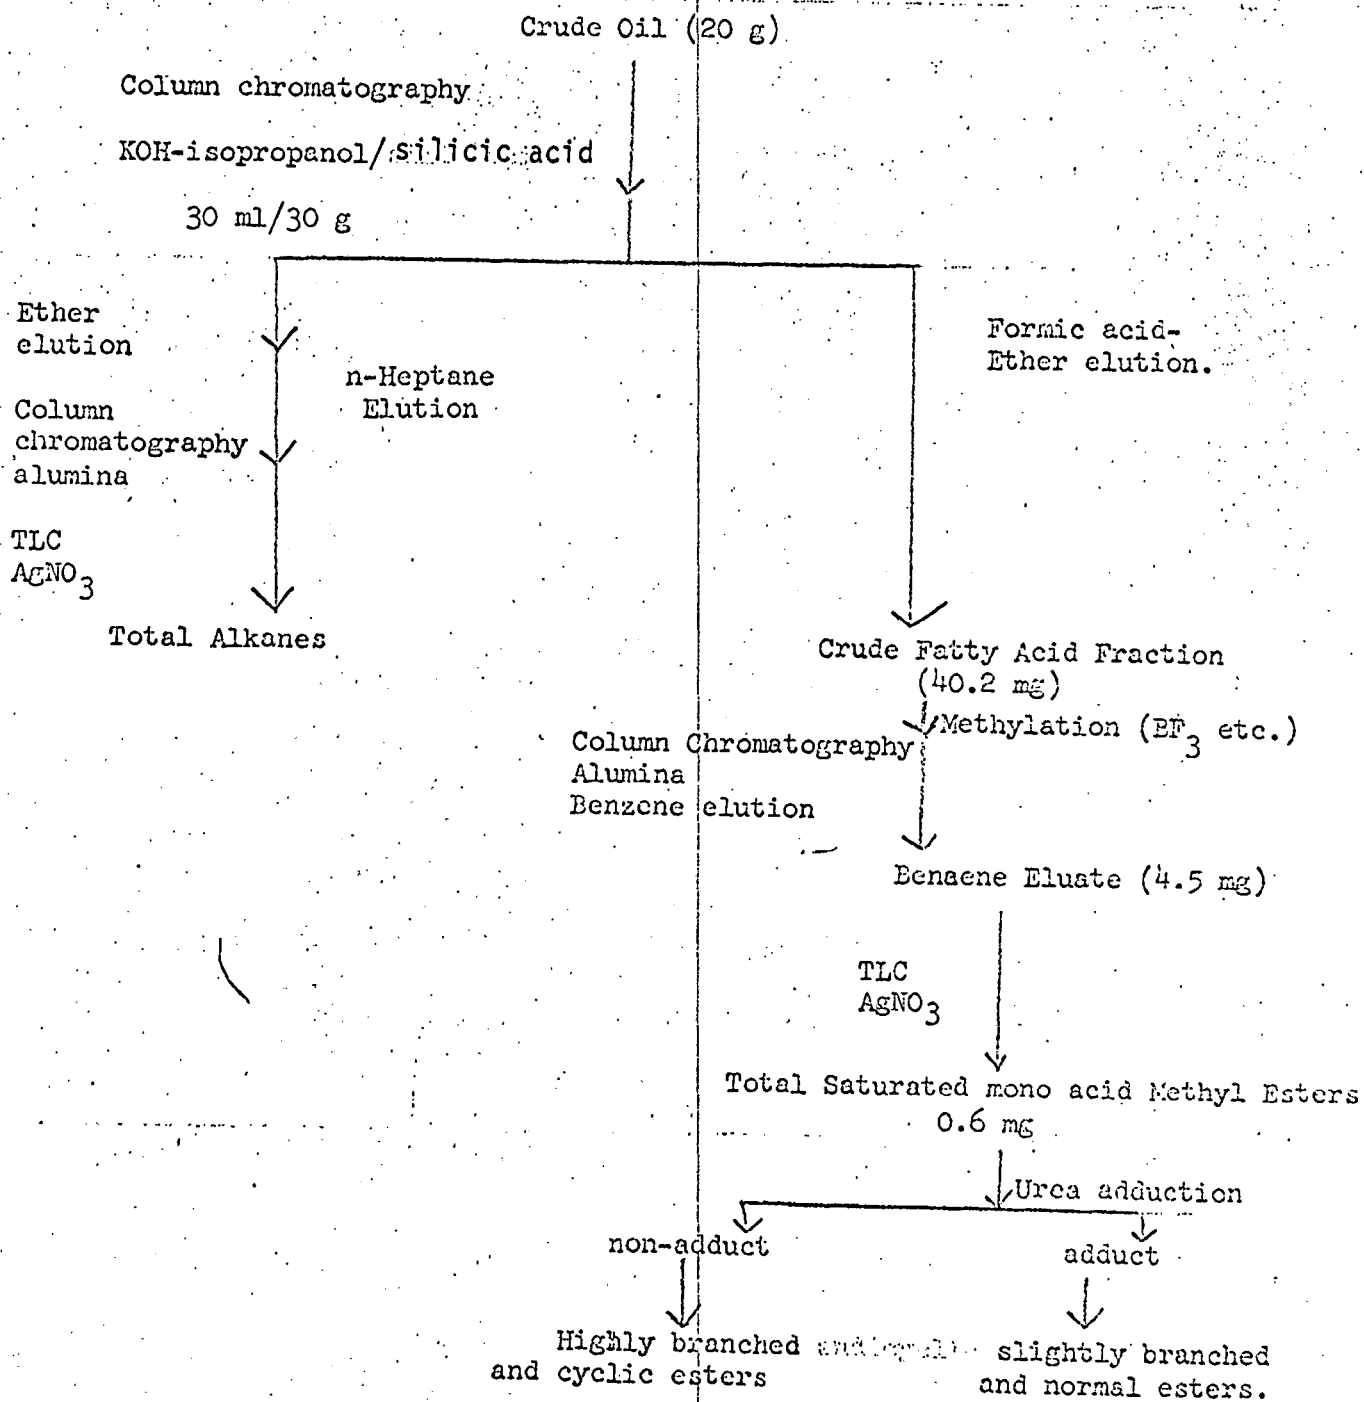 Crude Oil (20 g)
Column chromatography
KOH-isopropanol/silicic acid
30 ml/30 g
Ether
elution
n-Heptane
Elution
Column
chromatography
alumina
TLC
AgNO3
Total Alkanes
Formic acid-
Ether elution.
Crude Fatty Acid Fraction
(40.2 mg)
Methylation (BF3 etc.)
Column Chromatography
Alumina
Benzene elution
Benaene Eluate (4.5 mg)
TLC
AgNO3
Total Saturated mono acid Methyl Esters
0.6 mg
Urea adduction
non-adduct
adduct
Highly branched
and cyclic esters
slightly branched
and normal esters.